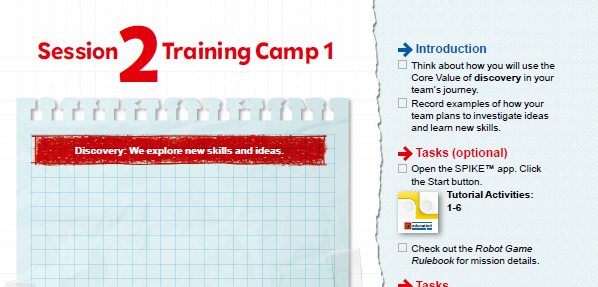 Session 2 Training Camp 1
Discovery: We explore new skills and ideas.
Introduction
Think about how you will use the
Core Value of discovery in your
team's journey.
Record examples of how your
team plans to investigate ideas
and learn new skills.
Tasks (optional)
Open the SPIKE™ app. Click
the Start button.
Tutorial Activities:
1-6
education
Check out the Robot Game
Rulebook for mission details.
Tasks